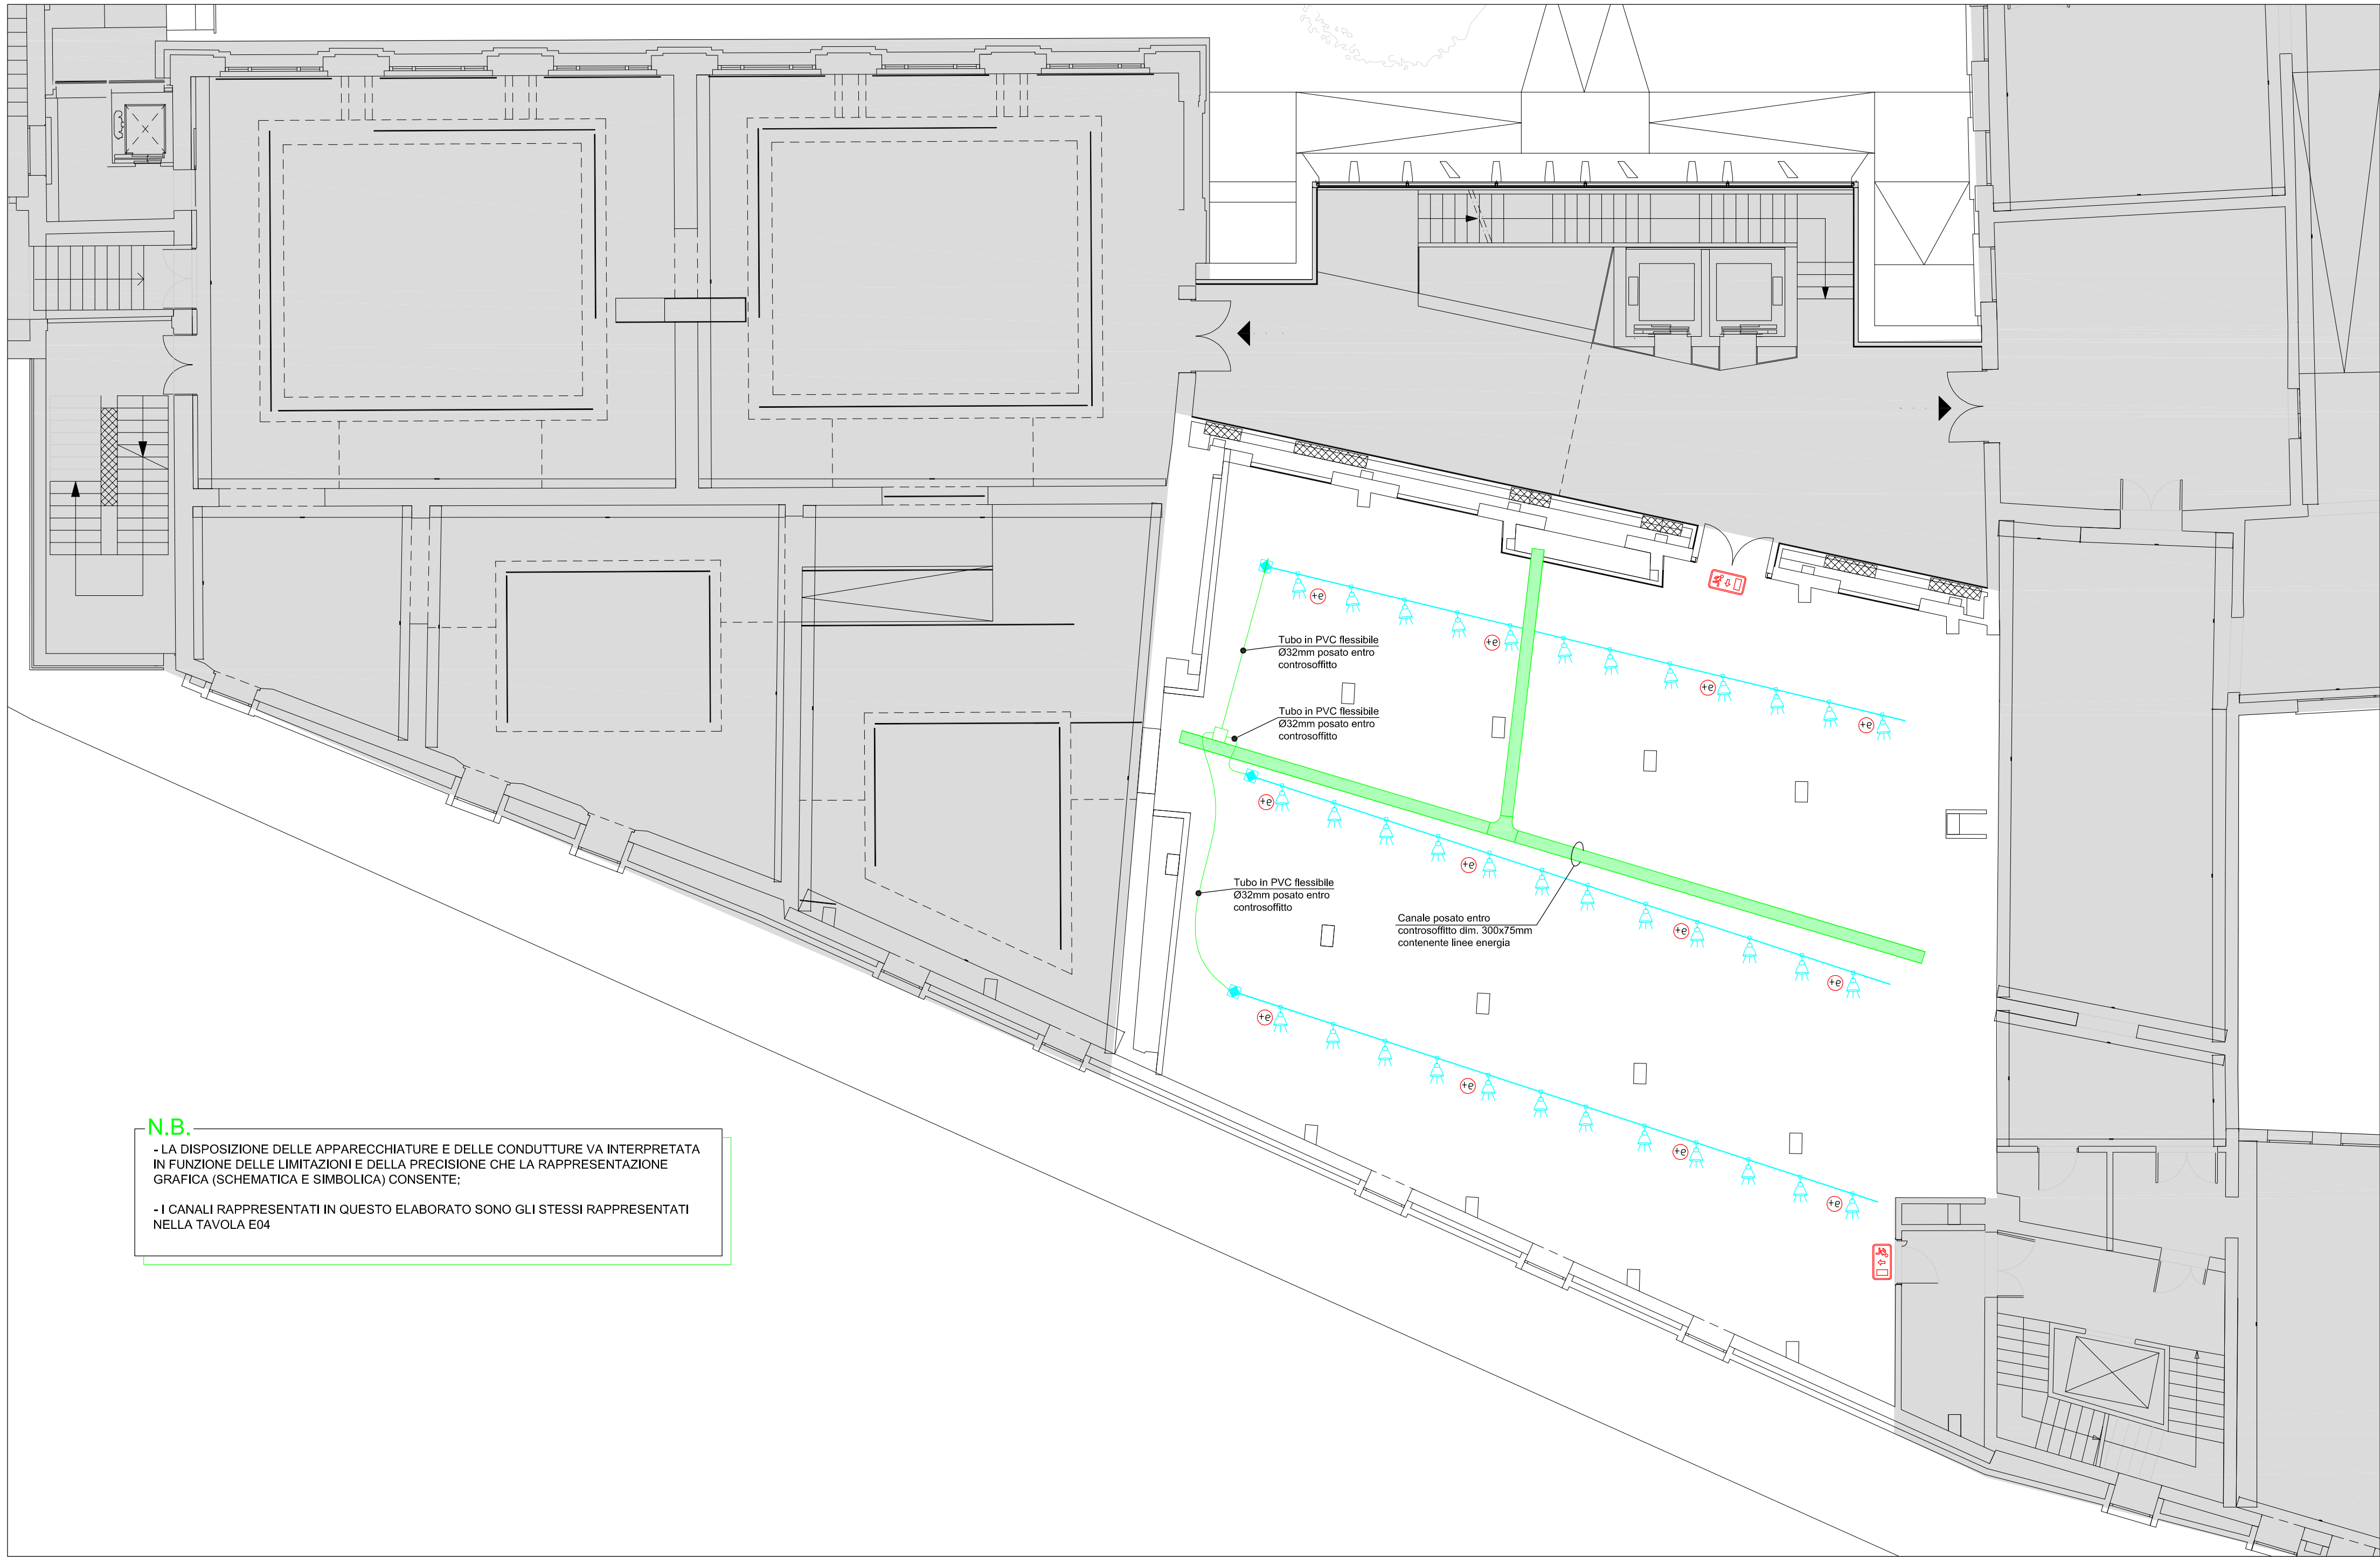 +e
+e
+e
+e
Tubo in PVC flessibile
Ø32mm posato entro
controsoffitto
Tubo in PVC flessibile
Ø32mm posato entro
controsoffitto
+e
+e
+e
+e
Tubo in PVC flessibile
Ø32mm posato entro
controsoffitto
Canale posato entro
controsoffitto dim. 300x75mm
contenente linee energia
+e
+e
+e
+e
N.B.
- LA DISPOSIZIONE DELLE APPARECCHIATURE E DELLE CONDUTTURE VA INTERPRETATA
IN FUNZIONE DELLE LIMITAZIONI E DELLA PRECISIONE CHE LA RAPPRESENTAZIONE
GRAFICA (SCHEMATICA E SIMBOLICA) CONSENTE;
- I CANALI RAPPRESENTATI IN QUESTO ELABORATO SONO GLI STESSI RAPPRESENTATI
NELLA TAVOLA E04